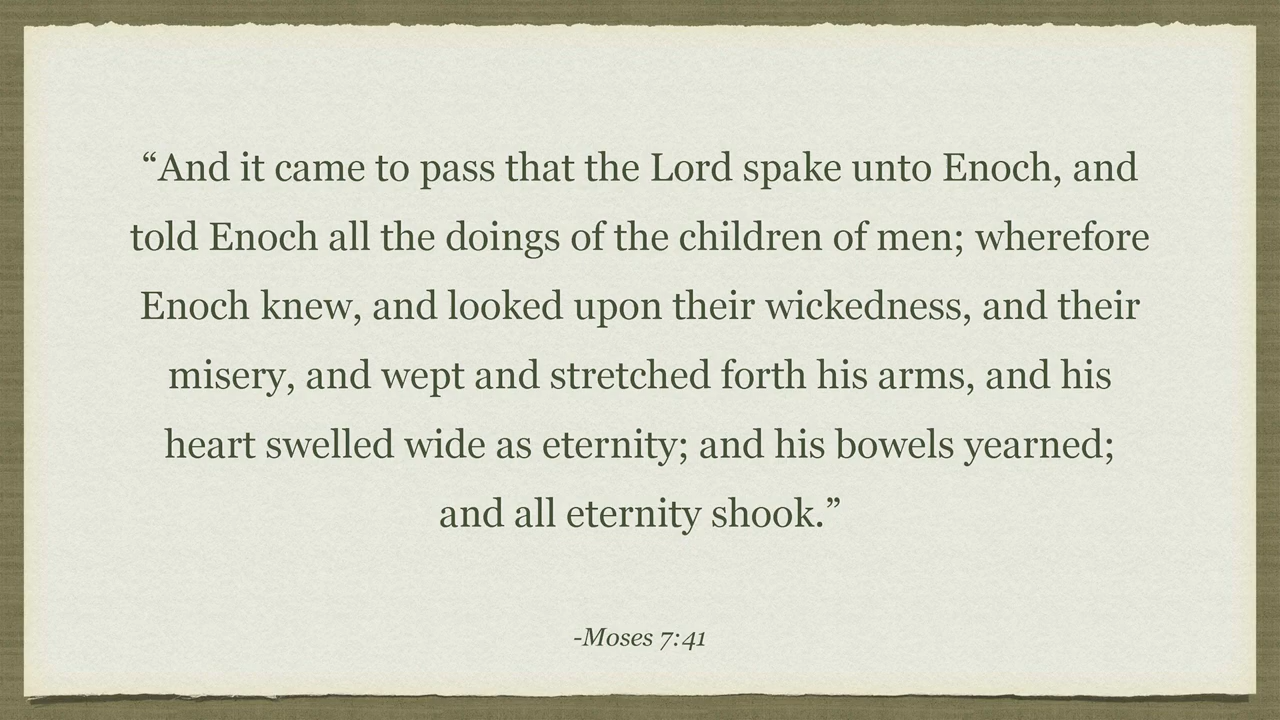 “And it came to pass that the Lord spake unto Enoch, and
told Enoch all the doings of the children of men; wherefore
Enoch knew, and looked upon their wickedness, and their
misery, and wept and stretched forth his arms, and his
heart swelled wide as eternity; and his bowels yearned;
and all eternity shook.”
-Moses 7:41